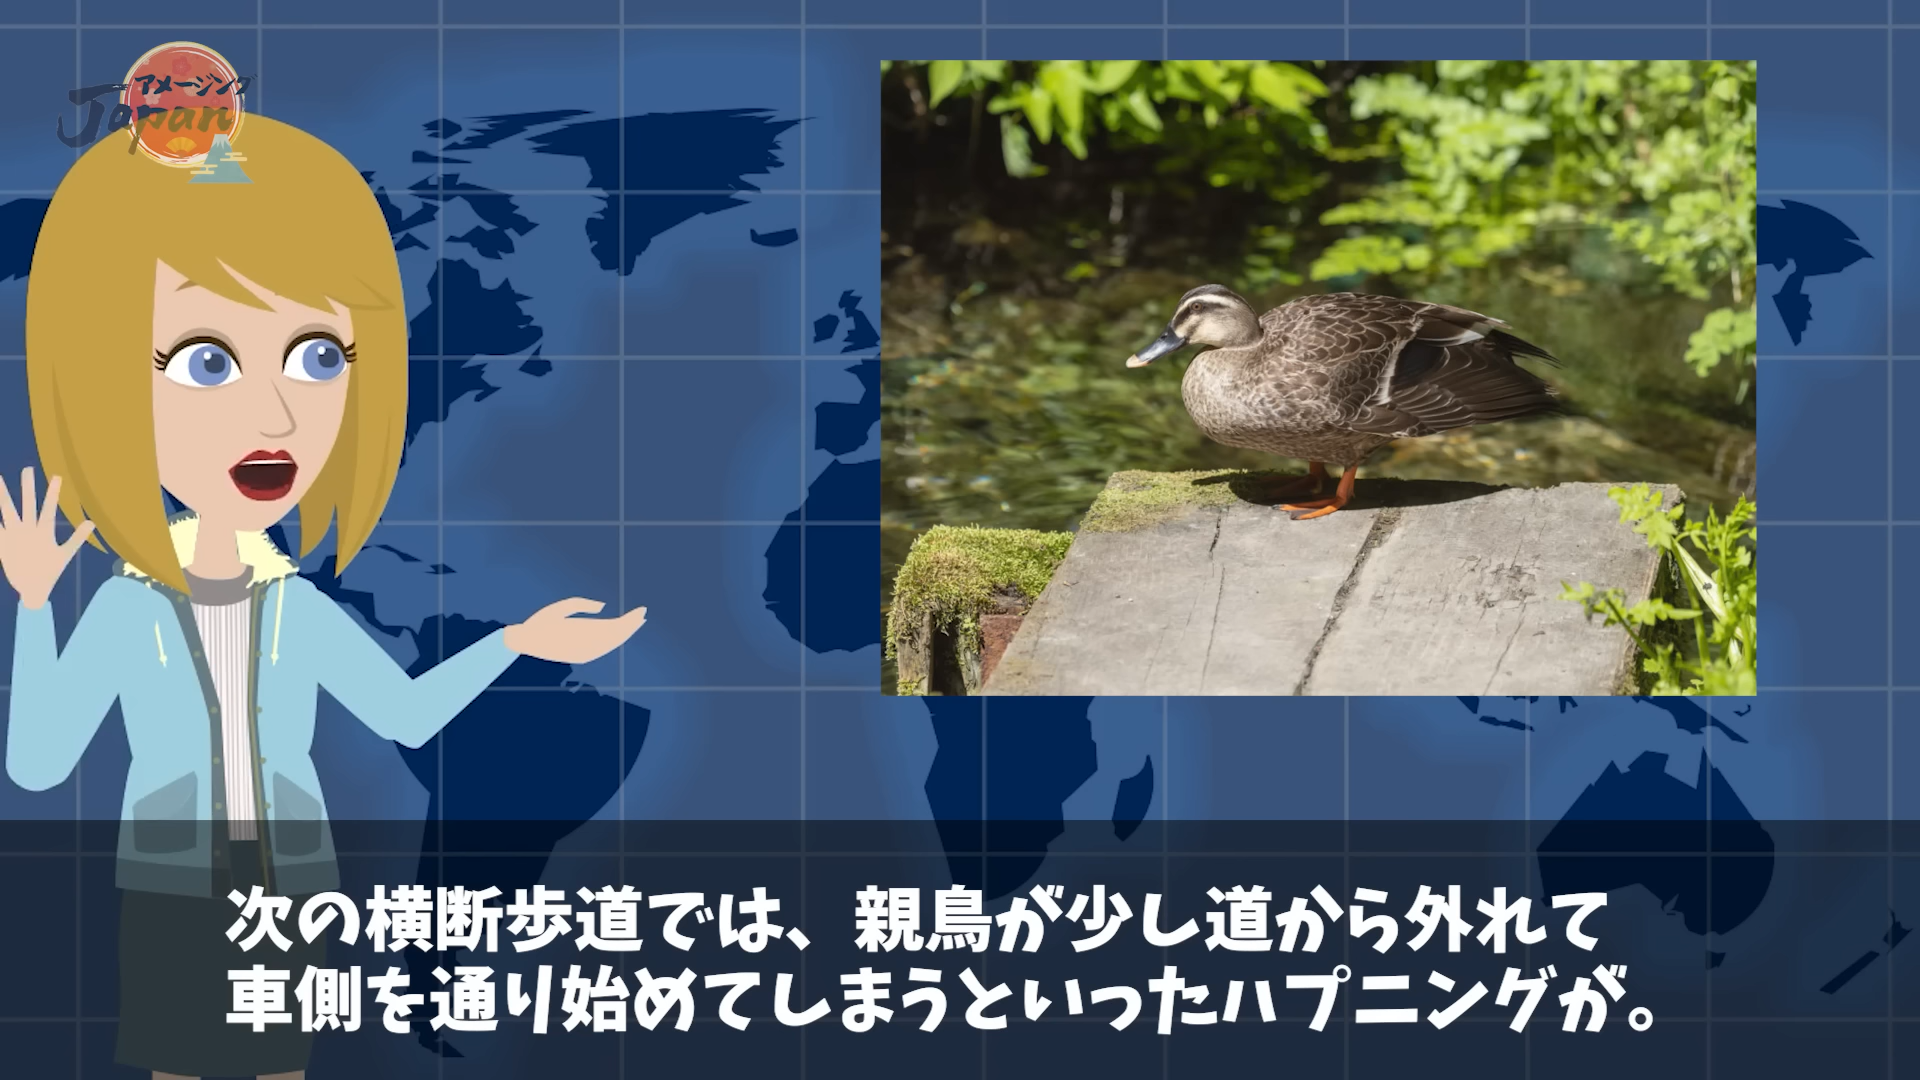 アメージング
Japan
次の横断歩道では、親鳥が少し道から外れて
車側を通り始めてしまうといったハプニングが。